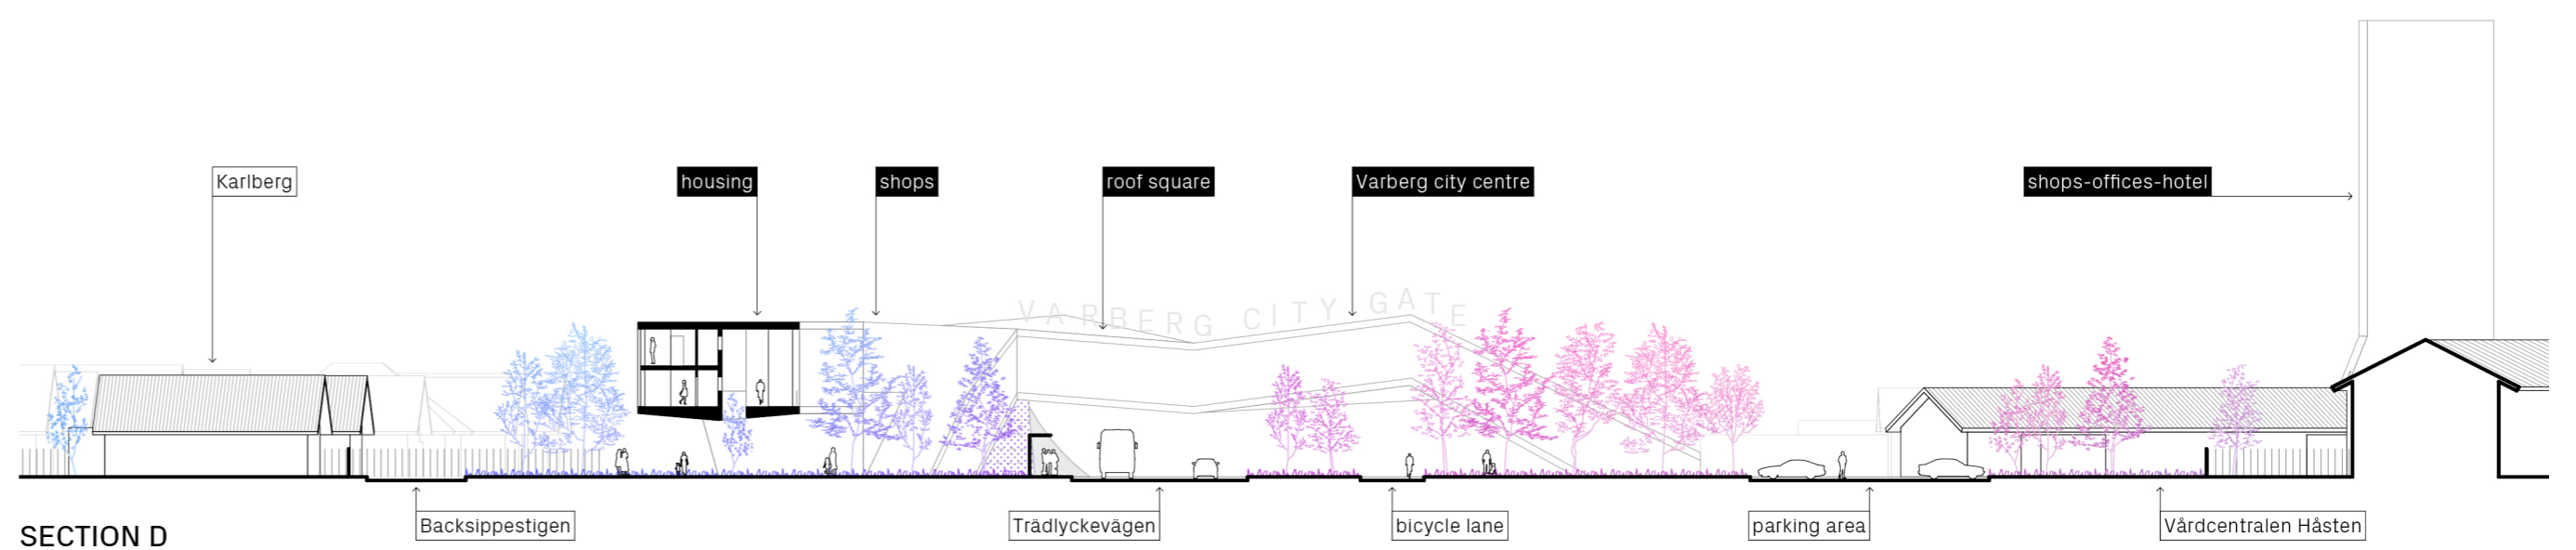 Karlberg
housing
shops
roof square
Varberg city centre
shops-offices-hotel
VARBERG CITY GATE
Backsippestigen
Trädlyckevägen
bicycle lane
parking area
Vårdcentralen Håsten
SECTION D